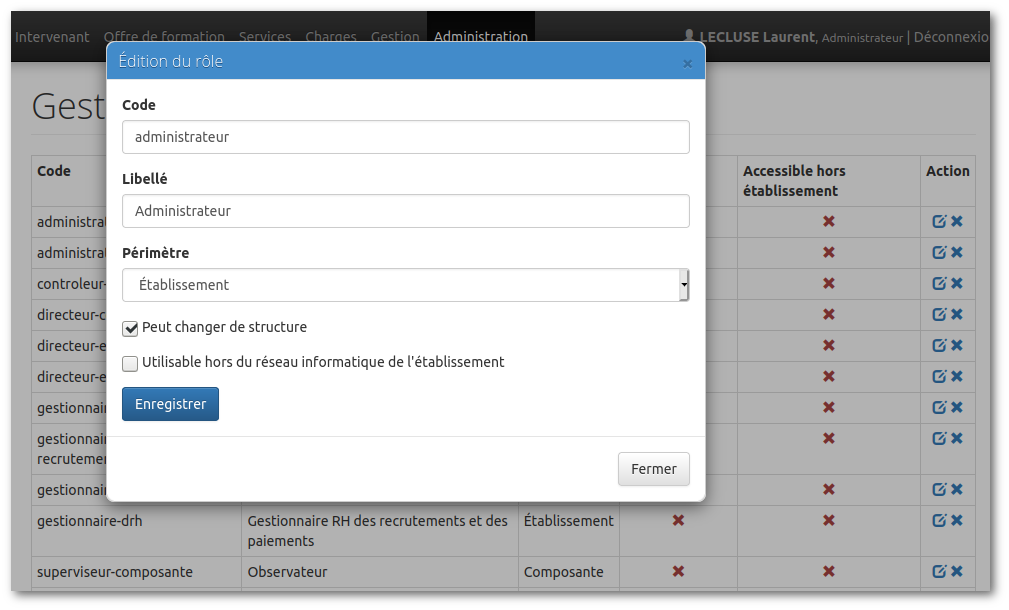 Intervenant Offre de formation Services Charges Gestion Administration LECLUSE Laurent, Administrateur | Déconnexio
Édition du rôle
×
Gest
Code
administrateur
Libellé
Administrateur
Périmètre
Établissement
Peut changer de structure
Utilisable hors du réseau informatique de l'établissement
Enregistrer
Fermer
Code
Accessible hors
établissement
Action
administrat
administrat
controleur-
directeur-c
directeur-e
directeur-e
gestionnair
gestionnair
recrutemen
gestionnair
gestionnaire-drh
Gestionnaire RH des recrutements et des
paiements
Établissement
superviseur-composante
Observateur
Composante